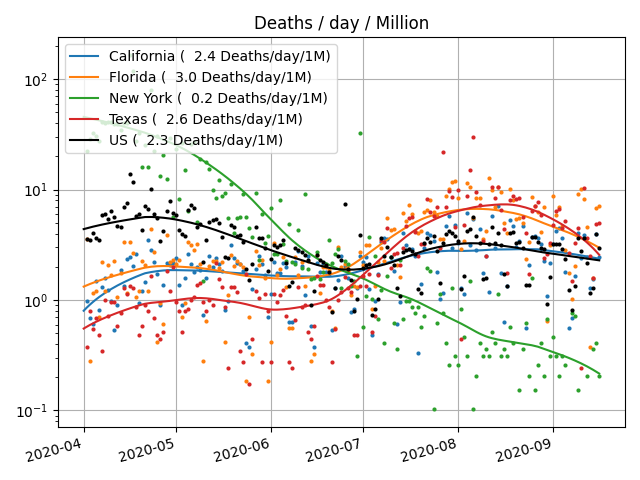 Deaths / day / Million
California (  2.4 Deaths/day/1M)
Florida (  3.0 Deaths/day/1M)
New York (  0.2 Deaths/day/1M)
Texas (  2.6 Deaths/day/1M)
US (  2.3 Deaths/day/1M)
10²
10¹
10⁰
10⁻¹
2020-04 2020-05 2020-06 2020-07 2020-08 2020-09